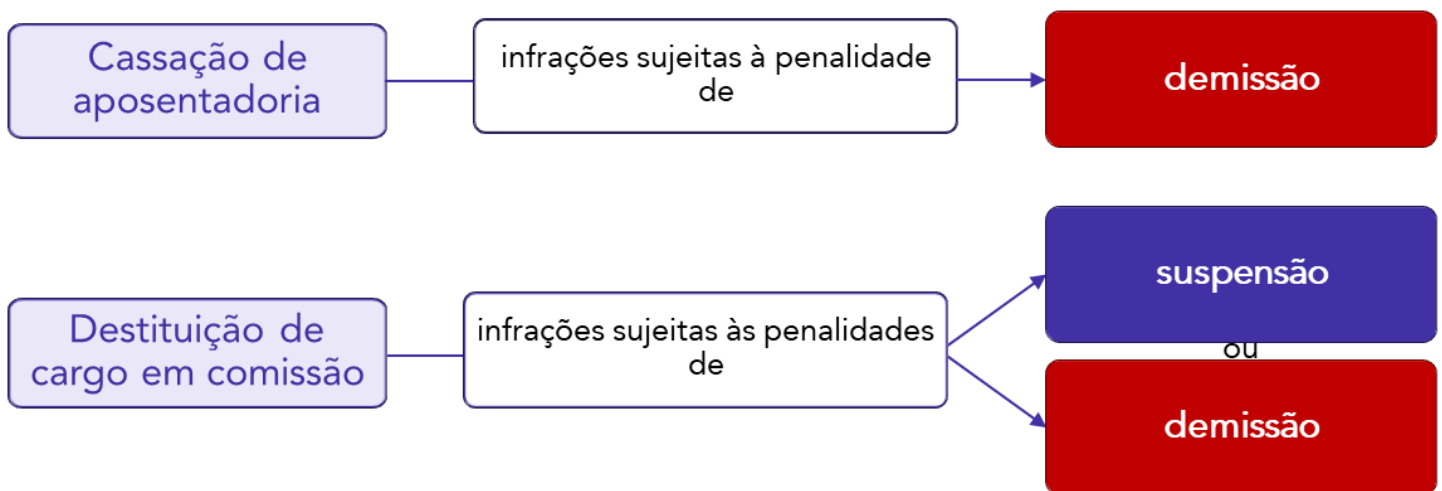 Cassação de
aposentadoria
infrações sujeitas à penalidade
de
demissão
Destituição de
cargo em comissão
infrações sujeitas às penalidades
de
suspensão
ou
demissão